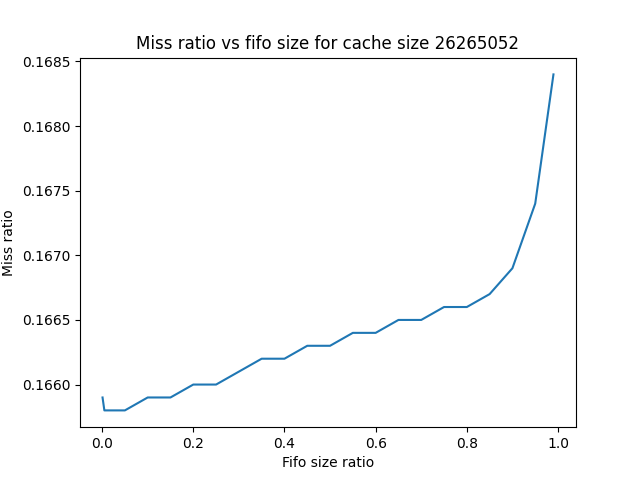 Miss ratio vs fifo size for cache size 26265052
0.1685
0.1680
0.1675
0.1670
0.1665
0.1660
Miss ratio
0.0 0.2 0.4 0.6 0.8 1.0
Fifo size ratio